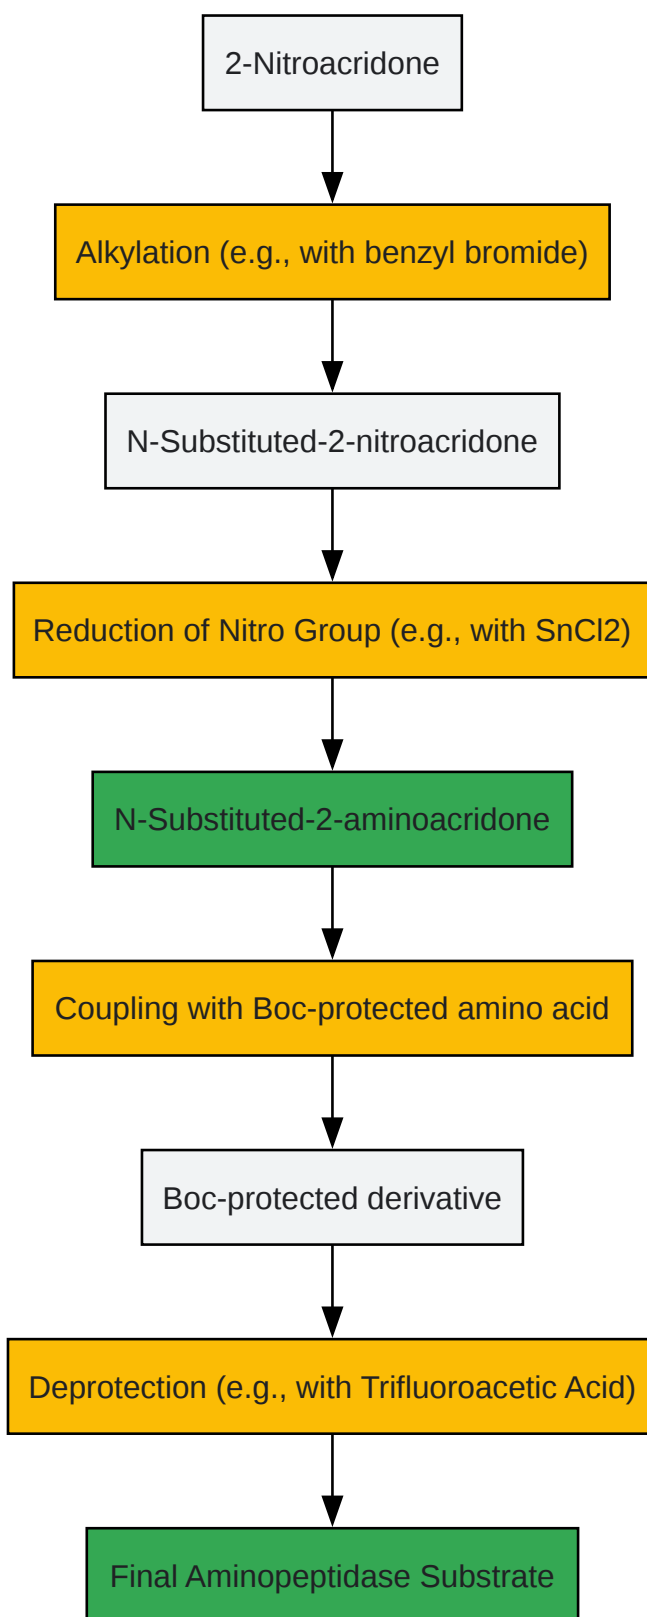 2-Nitroacridone
Alkylation (e.g., with benzyl bromide)
N-Substituted-2-nitroacridone
Reduction of Nitro Group (e.g., with SnCl2)
N-Substituted-2-aminoacridone
Coupling with Boc-protected amino acid
Boc-protected derivative
Deprotection (e.g., with Trifluoroacetic Acid)
Final Aminopeptidase Substrate